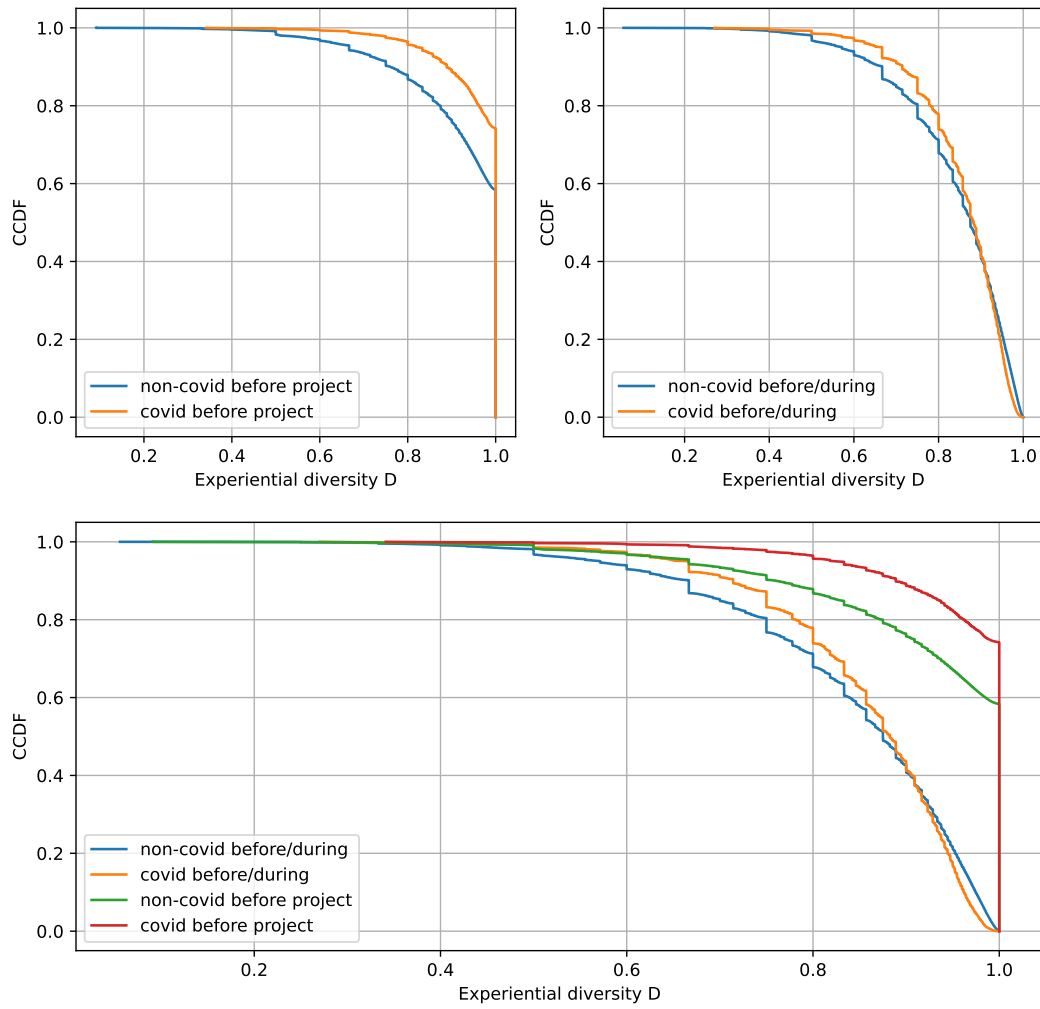 1.0
0.8
0.6
0.4
0.2
0.0
CCDF
non-covid before project
covid before project
0.2 0.4 0.6 0.8 1.0
Experiential diversity D
1.0
0.8
0.6
0.4
0.2
0.0
CCDF
non-covid before/during
covid before/during
0.2 0.4 0.6 0.8 1.0
Experiential diversity D
1.0
0.8
0.6
0.4
0.2
0.0
CCDF
non-covid before/during
covid before/during
non-covid before project
covid before project
0.2 0.4 0.6 0.8 1.0
Experiential diversity D